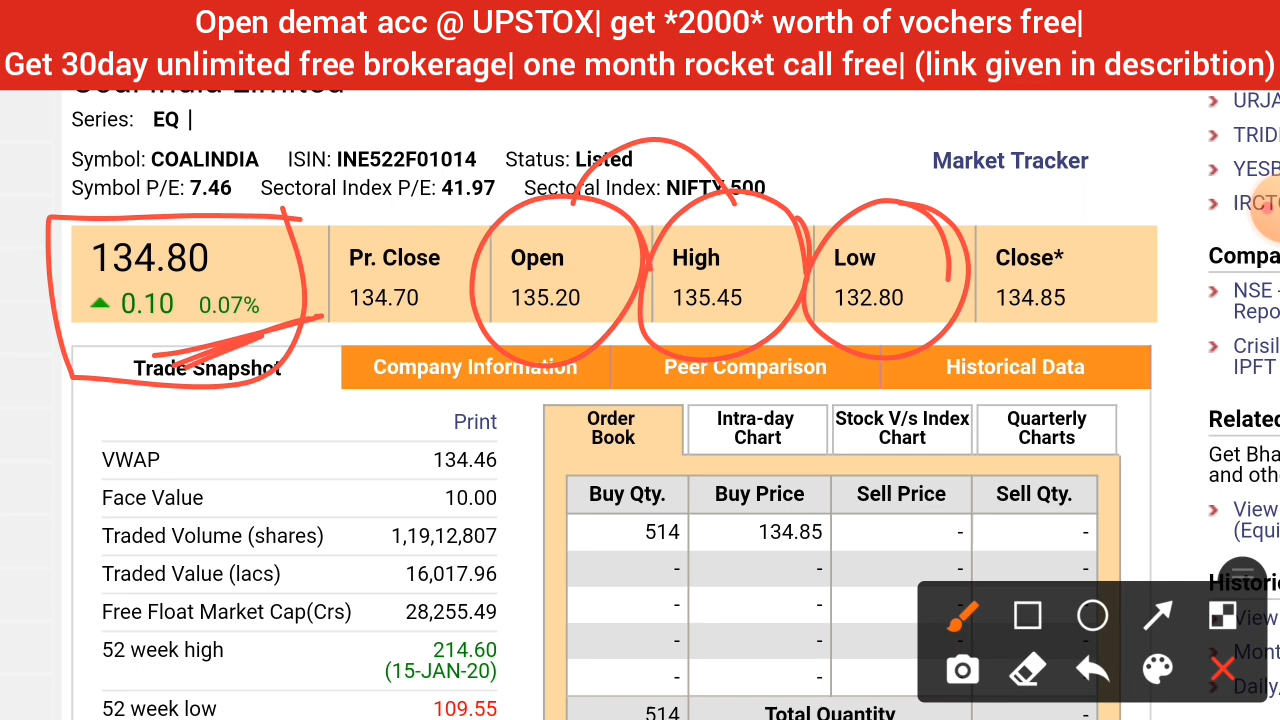 Open demat acc @ UPSTOX| get *2000* worth of vochers free|
Get 30day unlimited free brokerage| one month rocket call free| (link given in describtion)
Coal India Limited
Series: EQ |
Symbol: COALINDIA ISIN: INE522F01014 Status: Listed
Market Tracker
Symbol P/E: 7.46 Sectoral Index P/E: 41.97 Sectoral Index: NIFTY 500
134.80
0.10 0.07%
Pr. Close Open High Low Close*
134.70 135.20 135.45 132.80 134.85
Trade Snapshot Company Information Peer Comparison Historical Data
Print
VWAP 134.46
Face Value 10.00
Traded Volume (shares) 1,19,12,807
Traded Value (lacs) 16,017.96
Free Float Market Cap(Crs) 28,255.49
52 week high 214.60
(15-JAN-20)
52 week low 109.55
Order Book
Intra-day Chart
Stock V/s Index Chart
Quarterly Charts
Buy Qty. Buy Price Sell Price Sell Qty.
514 134.85 - -
- - - -
- - -
- -
- -
514 Total Quantity -
URJA
TRID
YESB
IRCTC
Compa
NSE -
Repo
Crisil
IPFT
Related
Get Bha
and othe
View
(Equi
Historic
View
Mont
Daily,